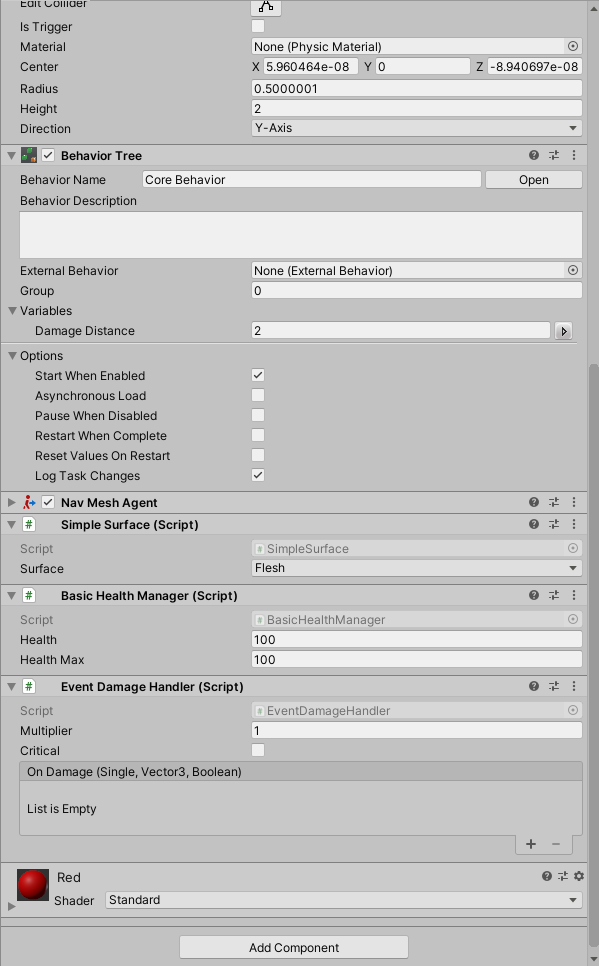 Edit Collider
Is Trigger
Material None (Physic Material)
Center X 5.960464e-08 Y 0 Z -8.940697e-08
Radius 0.5000001
Height 2
Direction Y-Axis
Behavior Tree
Behavior Name Core Behavior Open
Behavior Description
External Behavior None (External Behavior)
Group 0
Variables
Damage Distance 2
Options
Start When Enabled
Asynchronous Load
Pause When Disabled
Restart When Complete
Reset Values On Restart
Log Task Changes
Nav Mesh Agent
# Simple Surface (Script)
Script # SimpleSurface
Surface Flesh
# Basic Health Manager (Script)
Script # BasicHealthManager
Health 100
Health Max 100
# Event Damage Handler (Script)
Script # EventDamageHandler
Multiplier 1
Critical
On Damage (Single, Vector3, Boolean)
List is Empty
+ −
Red
Shader Standard
Add Component